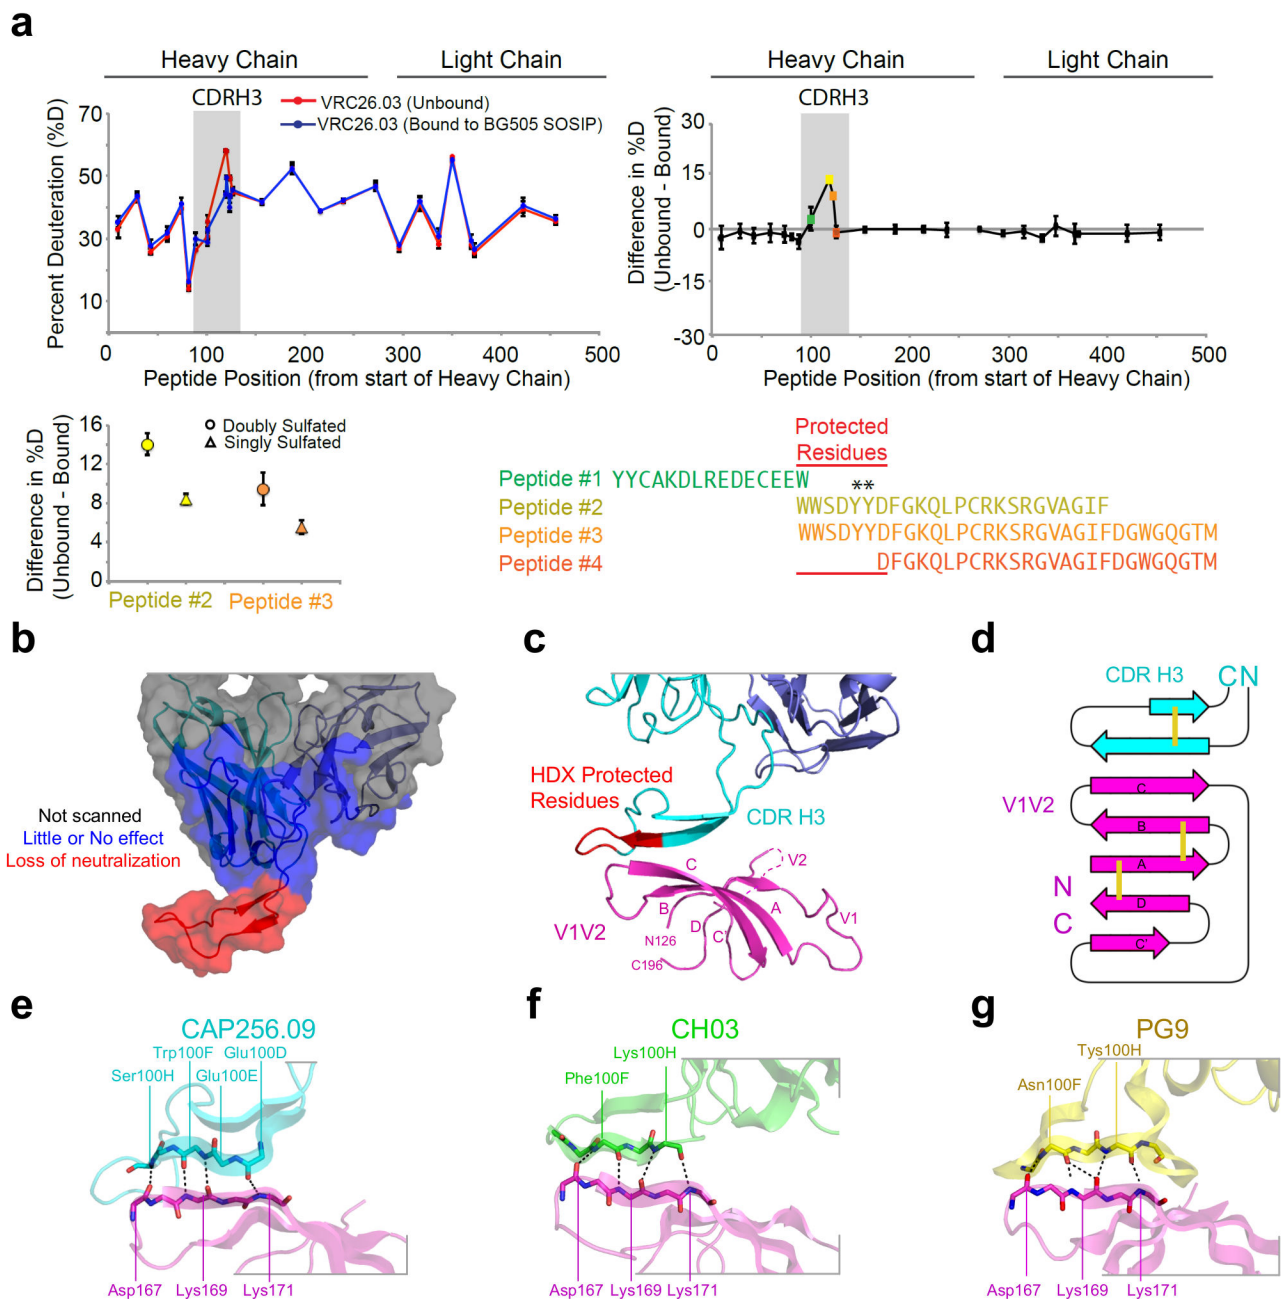 a
Heavy Chain
Light Chain
CDRH3
VRC26.03 (Unbound)
VRC26.03 (Bound to BG505 SOSIP)
Percent Deuteration (%D)
70
50
30
10
0
100
200
300
400
500
Peptide Position (from start of Heavy Chain)
Heavy Chain
Light Chain
CDRH3
Difference in %D
(Unbound - Bound)
30
15
0
-15
-30
0
100
200
300
400
500
Peptide Position (from start of Heavy Chain)
Difference in %D
(Unbound - Bound)
16
12
8
4
0
Doubly Sulfated
Singly Sulfated
Peptide #2
Peptide #3
Protected
Residues
Peptide #1 YYCAKDLREDECEEW
**
Peptide #2 WWSDYYDFGKQLPCRKSRGVAGIF
Peptide #3 WWSDYYDFGKQLPCRKSRGVAGIFDGWGQGTM
Peptide #4 DFGKQLPCRKSRGVAGIFDGWGQGTM
b
Not scanned
Little or No effect
Loss of neutralization
c
HDX Protected
Residues
CDR H3
V1V2
C
B
N126
D
C'
C196
A
V2
V1
d
CDR H3
CN
V1V2
C
B
A
D
C'
N
C
e
CAP256.09
Trp100F
Glu100D
Ser100H
Glu100E
Asp167
Lys169
Lys171
f
CH03
Lys100H
Phe100F
Asp167
Lys169
Lys171
g
PG9
Tys100H
Asn100F
Asp167
Lys169
Lys171